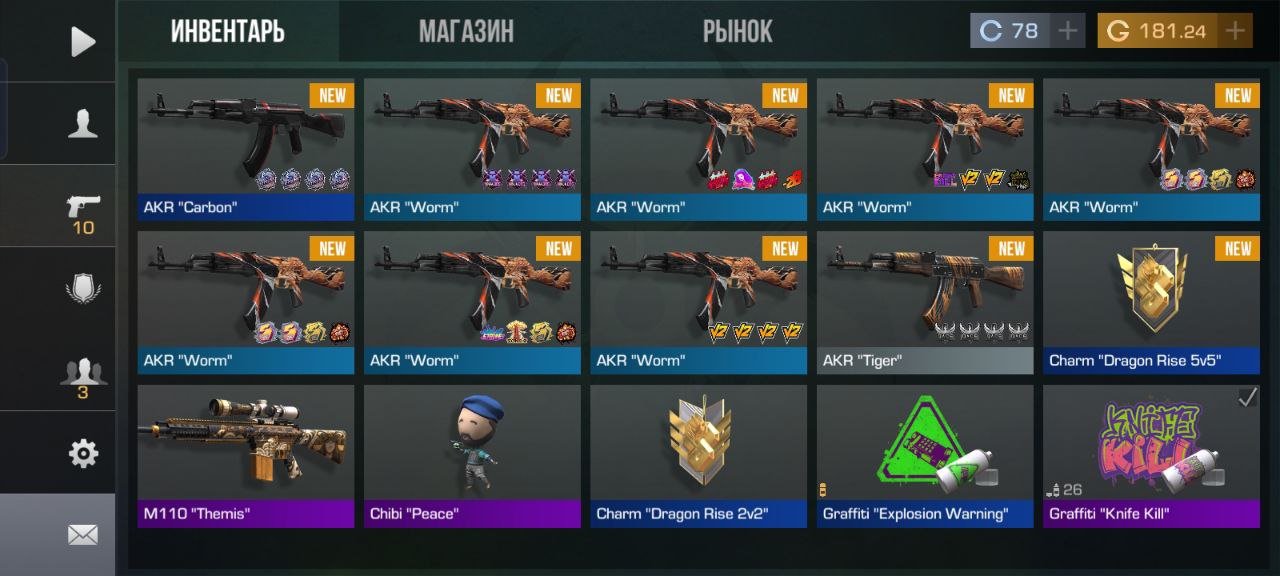 ИНВЕНТАРЬ МАГАЗИН РЫНОК 78 + 181.24 +
NEW NEW NEW NEW NEW
AKR "Carbon" AKR "Worm" AKR "Worm" AKR "Worm" AKR "Worm"
10
NEW NEW NEW NEW NEW
AKR "Worm" AKR "Worm" AKR "Worm" AKR "Tiger" Charm "Dragon Rise 5v5"
3
KNIFE
KILL
26
M110 "Themis" Chibi "Peace" Charm "Dragon Rise 2v2" Graffiti "Explosion Warning" Graffiti "Knife Kill"